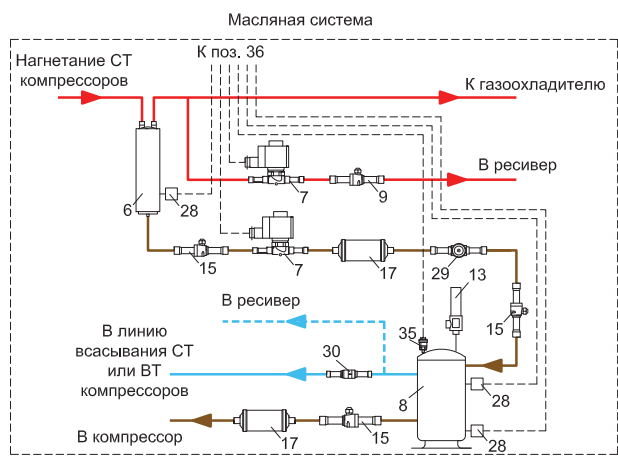 Масляная система
Нагнетание СТ
компрессоров
К поз. 36
К газоохладителю
В ресивер
6
28
7
9
15
7
17
29
13
15
В ресивер
В линию
всасывания СТ
или ВТ
компрессоров
30
35
8
28
28
В компрессор
17
15